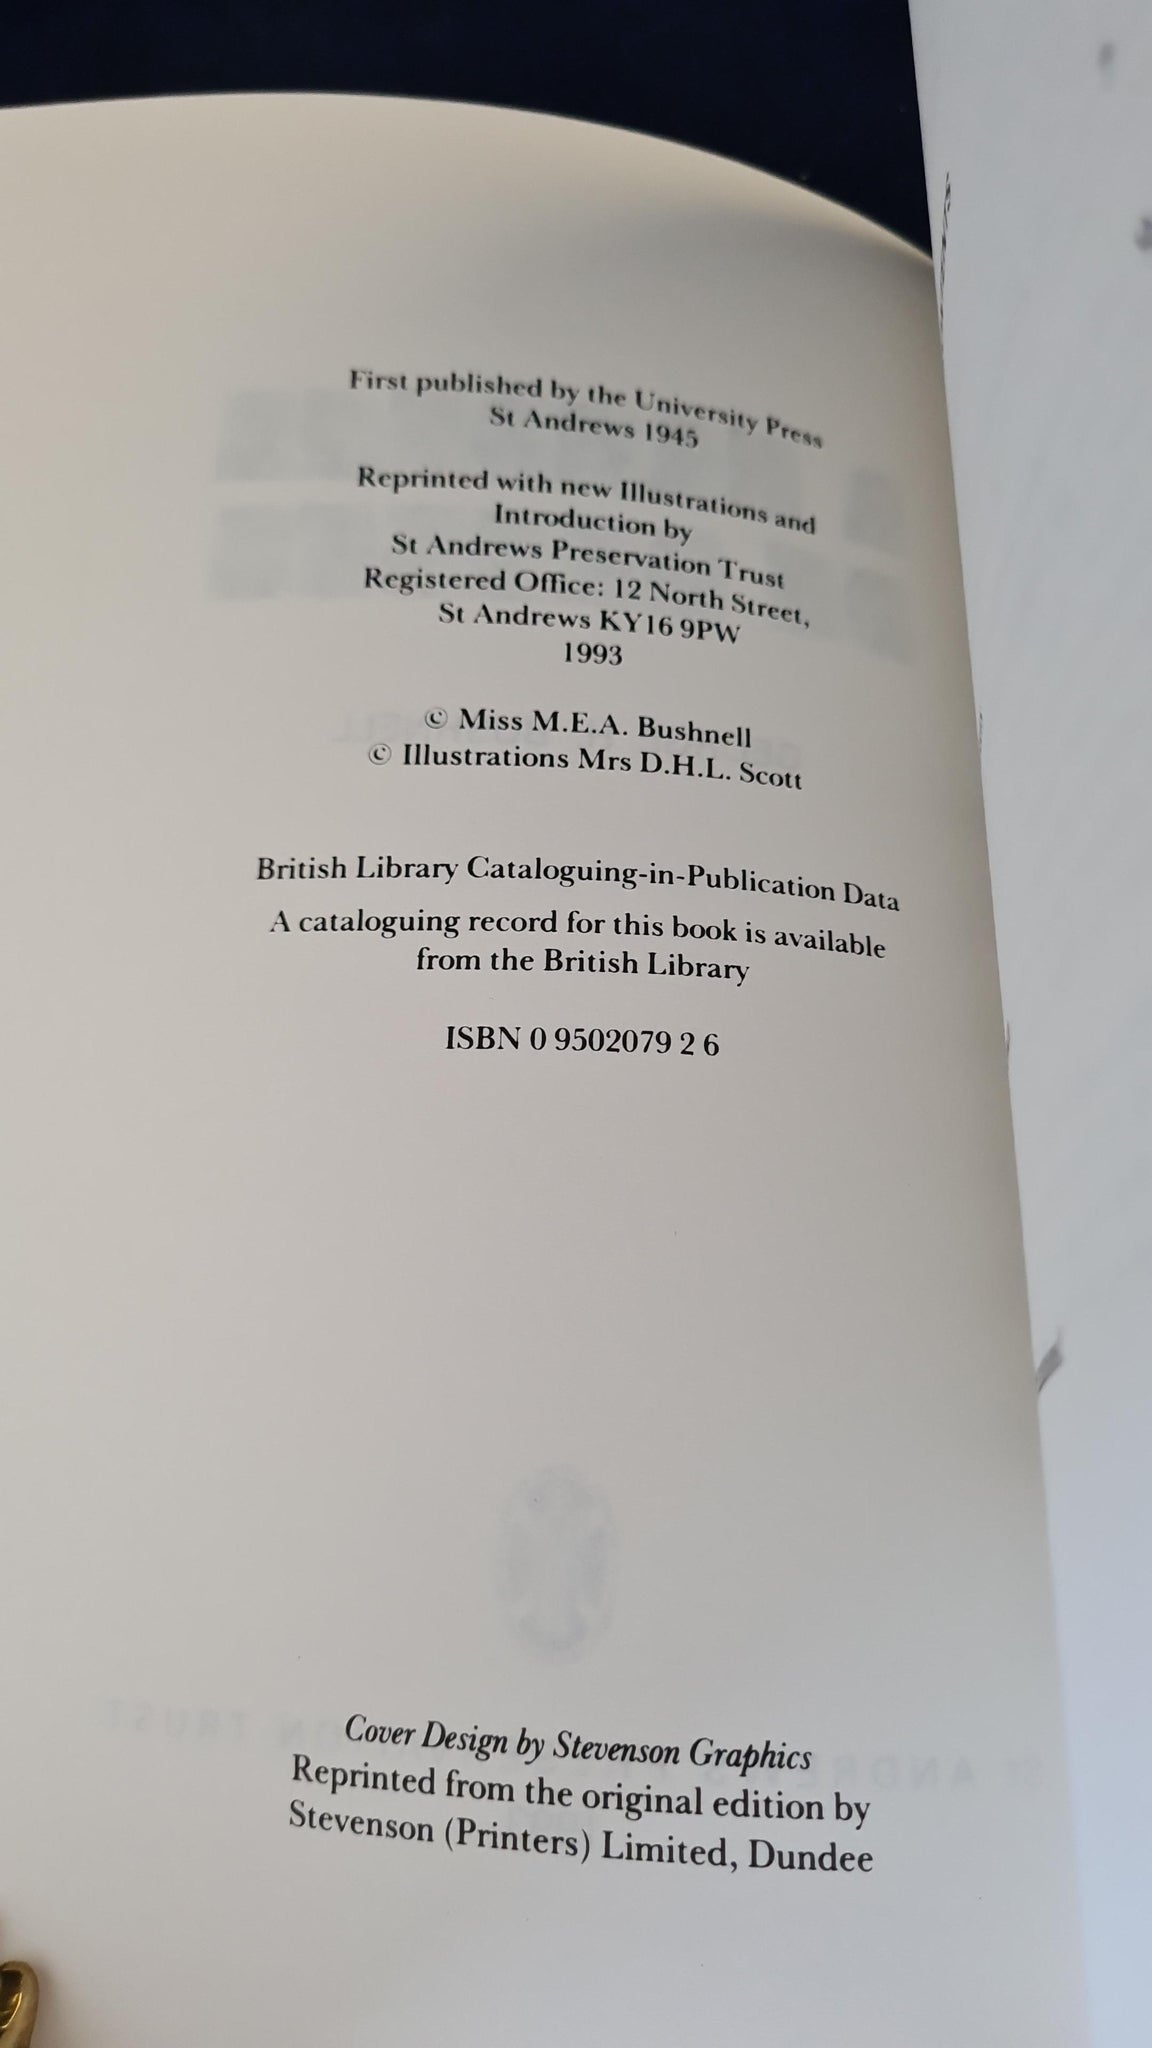 First published by the University Press
St Andrews 1945
Reprinted with new Illustrations and
Introduction by
St Andrews Preservation Trust
Registered Office: 12 North Street,
St Andrews KY16 9PW
1993
© Miss M.E.A. Bushnell
© Illustrations Mrs D.H.L. Scott
British Library Cataloguing-in-Publication Data
A cataloguing record for this book is available
from the British Library
ISBN 0 9502079 2 6
Cover Design by Stevenson Graphics
Reprinted from the original edition by
Stevenson (Printers) Limited, Dundee